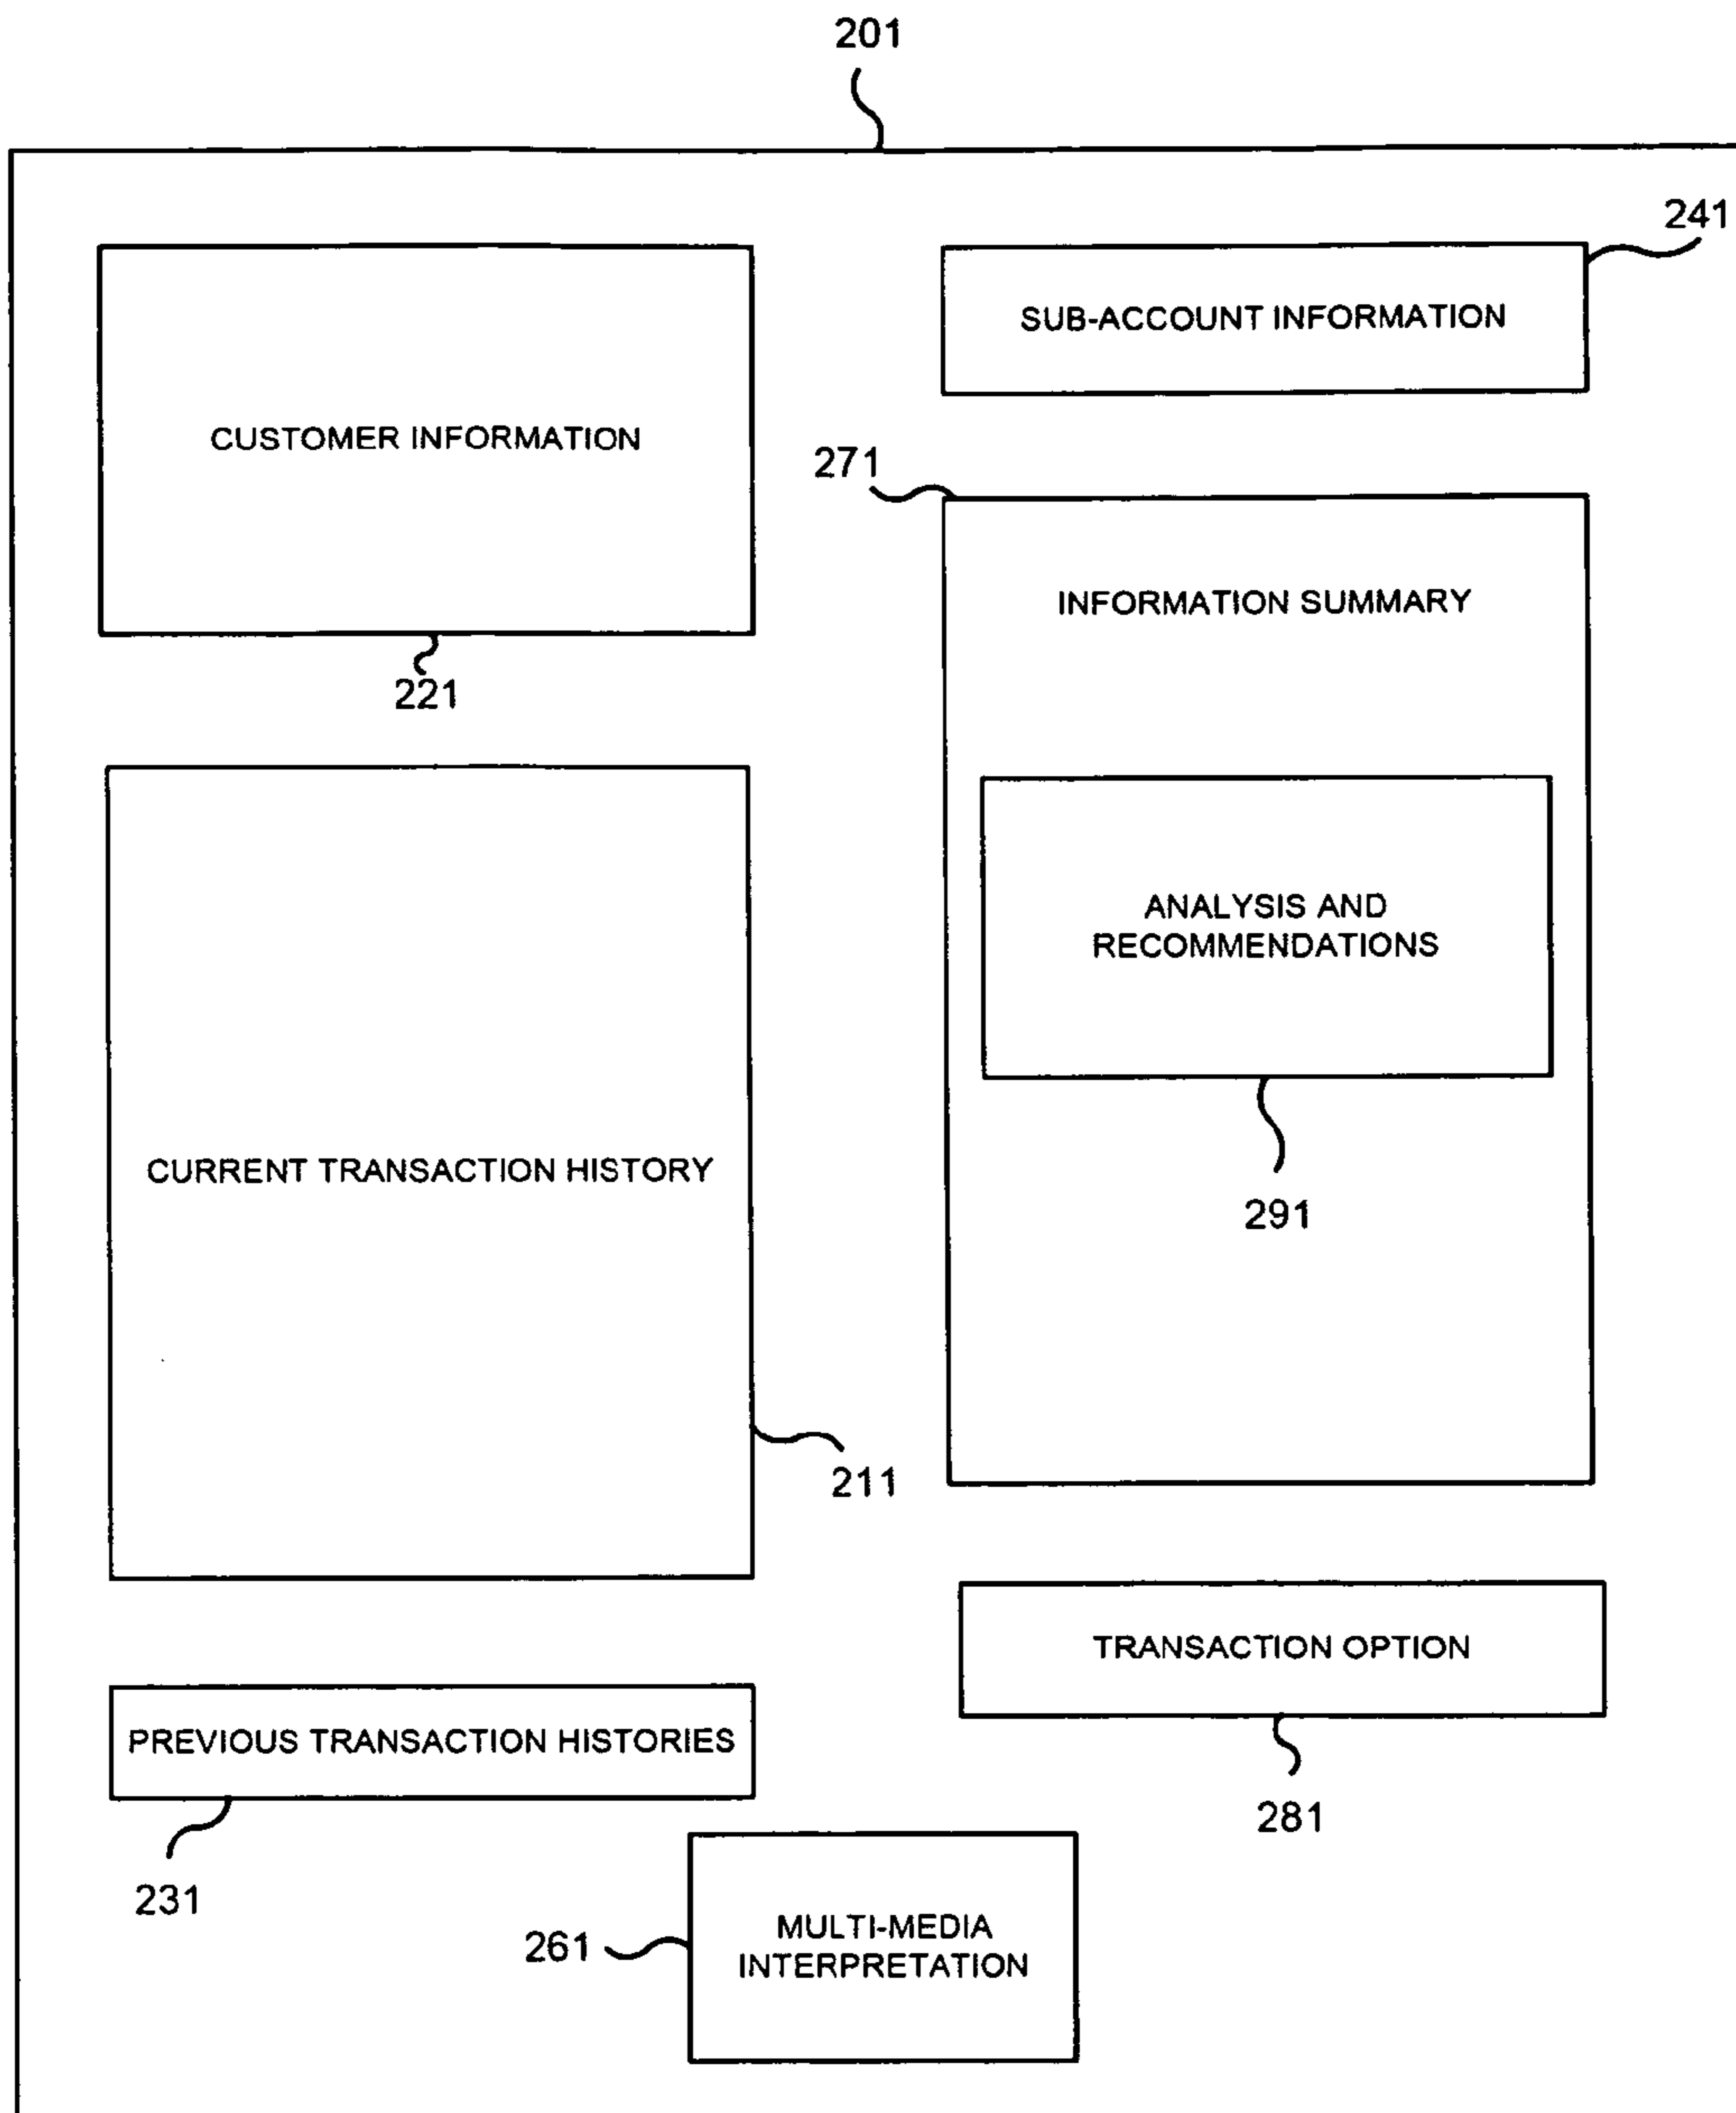 201
241
SUB-ACCOUNT INFORMATION
CUSTOMER INFORMATION
271
INFORMATION SUMMARY
221
ANALYSIS AND
RECOMMENDATIONS
CURRENT TRANSACTION HISTORY
291
211
TRANSACTION OPTION
PREVIOUS TRANSACTION HISTORIES
281
231
MULTI-MEDIA
INTERPRETATION
261